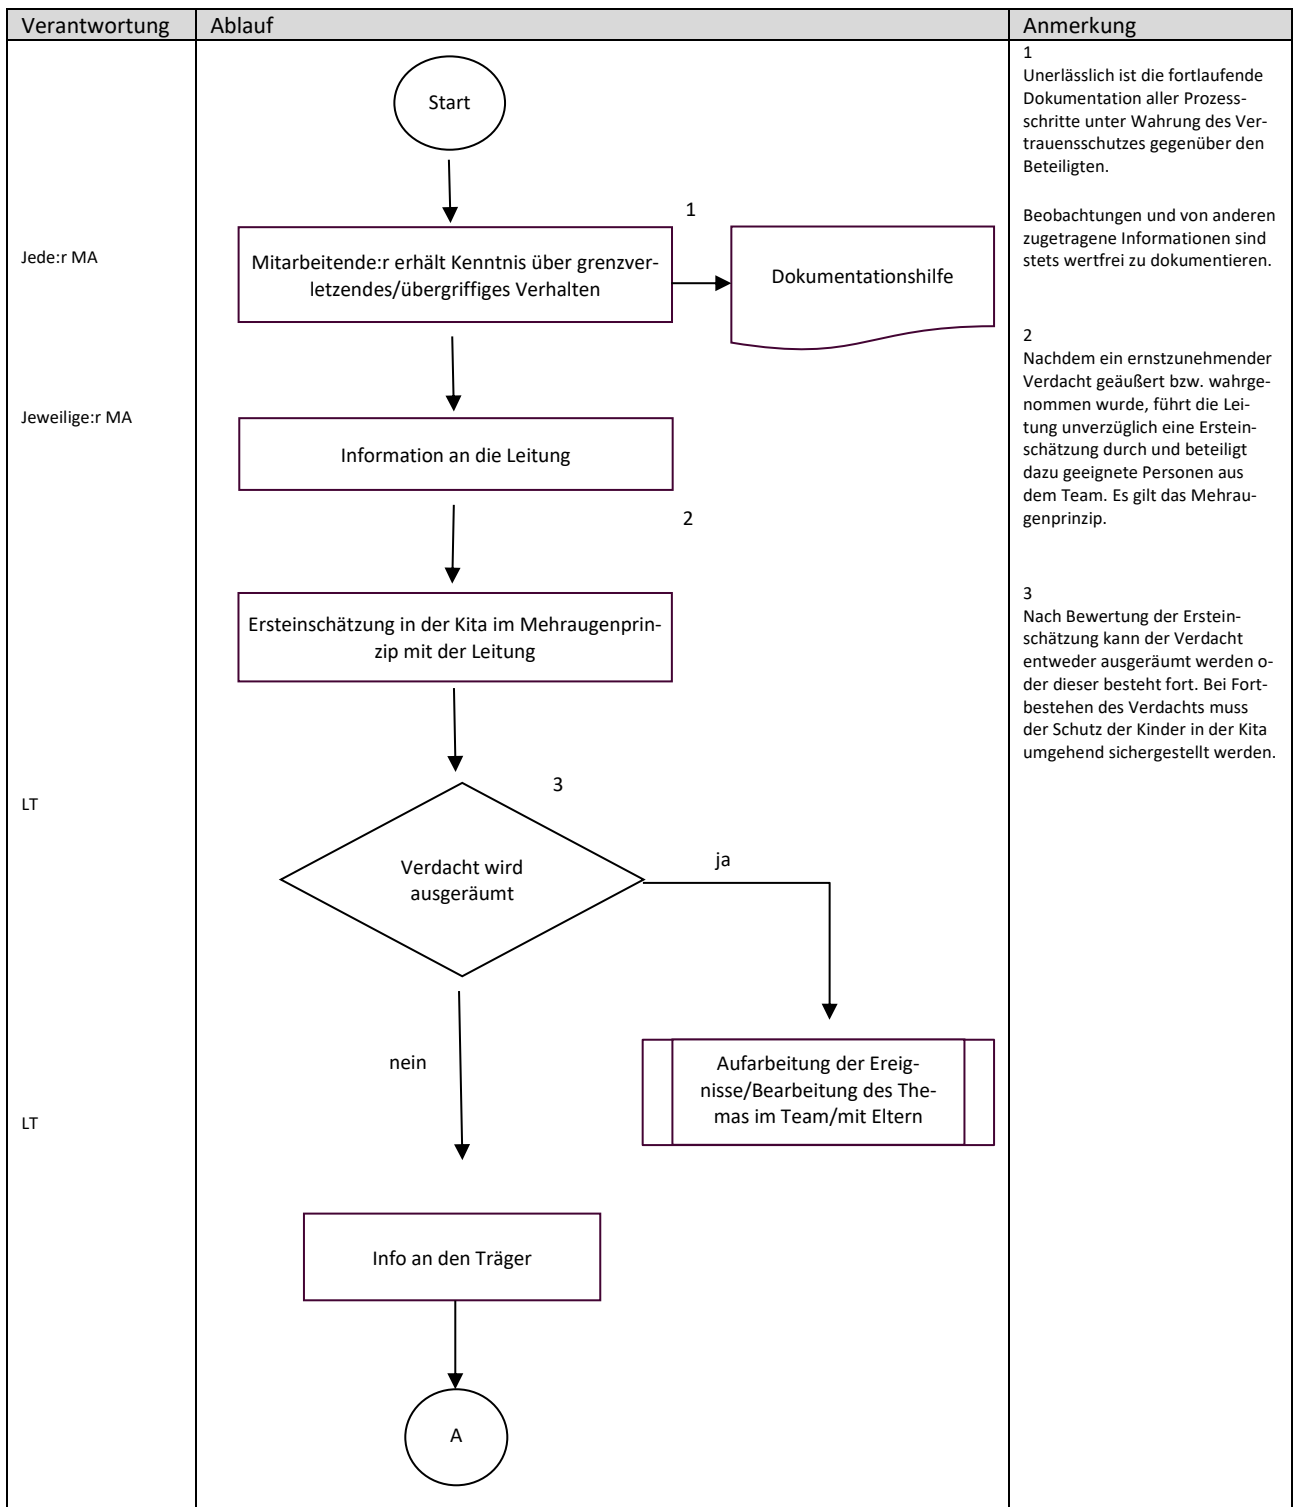 Verantwortung
Ablauf
Anmerkung
Start
1
Unerlässlich ist die fortlaufende
Dokumentation aller Prozess-
schritte unter Wahrung des Ver-
trauensschutzes gegenüber den
Beteiligten.
Beobachtungen und von anderen
zugetragene Informationen sind
stets wertfrei zu dokumentieren.
Jede:r MA
1
Mitarbeitende:r erhält Kenntnis über grenzver-
letzendes/übergriffiges Verhalten
Dokumentationshilfe
2
Nachdem ein ernstzunehmender
Verdacht geäußert bzw. wahrge-
nommen wurde, führt die Lei-
tung unverzüglich eine Erstein-
schätzung durch und beteiligt
dazu geeignete Personen aus
dem Team. Es gilt das Mehrau-
genprinzip.
Jeweilige:r MA
Information an die Leitung
2
Ersteinschätzung in der Kita im Mehraugenprin-
zip mit der Leitung
3
Nach Bewertung der Erstein-
schätzung kann der Verdacht
entweder ausgeräumt werden o-
der dieser besteht fort. Bei Fort-
bestehen des Verdachts muss
der Schutz der Kinder in der Kita
umgehend sichergestellt werden.
LT
3
Verdacht wird
ausgeräumt
ja
nein
Aufarbeitung der Ereig-
nisse/Bearbeitung des The-
mas im Team/mit Eltern
LT
Info an den Träger
A